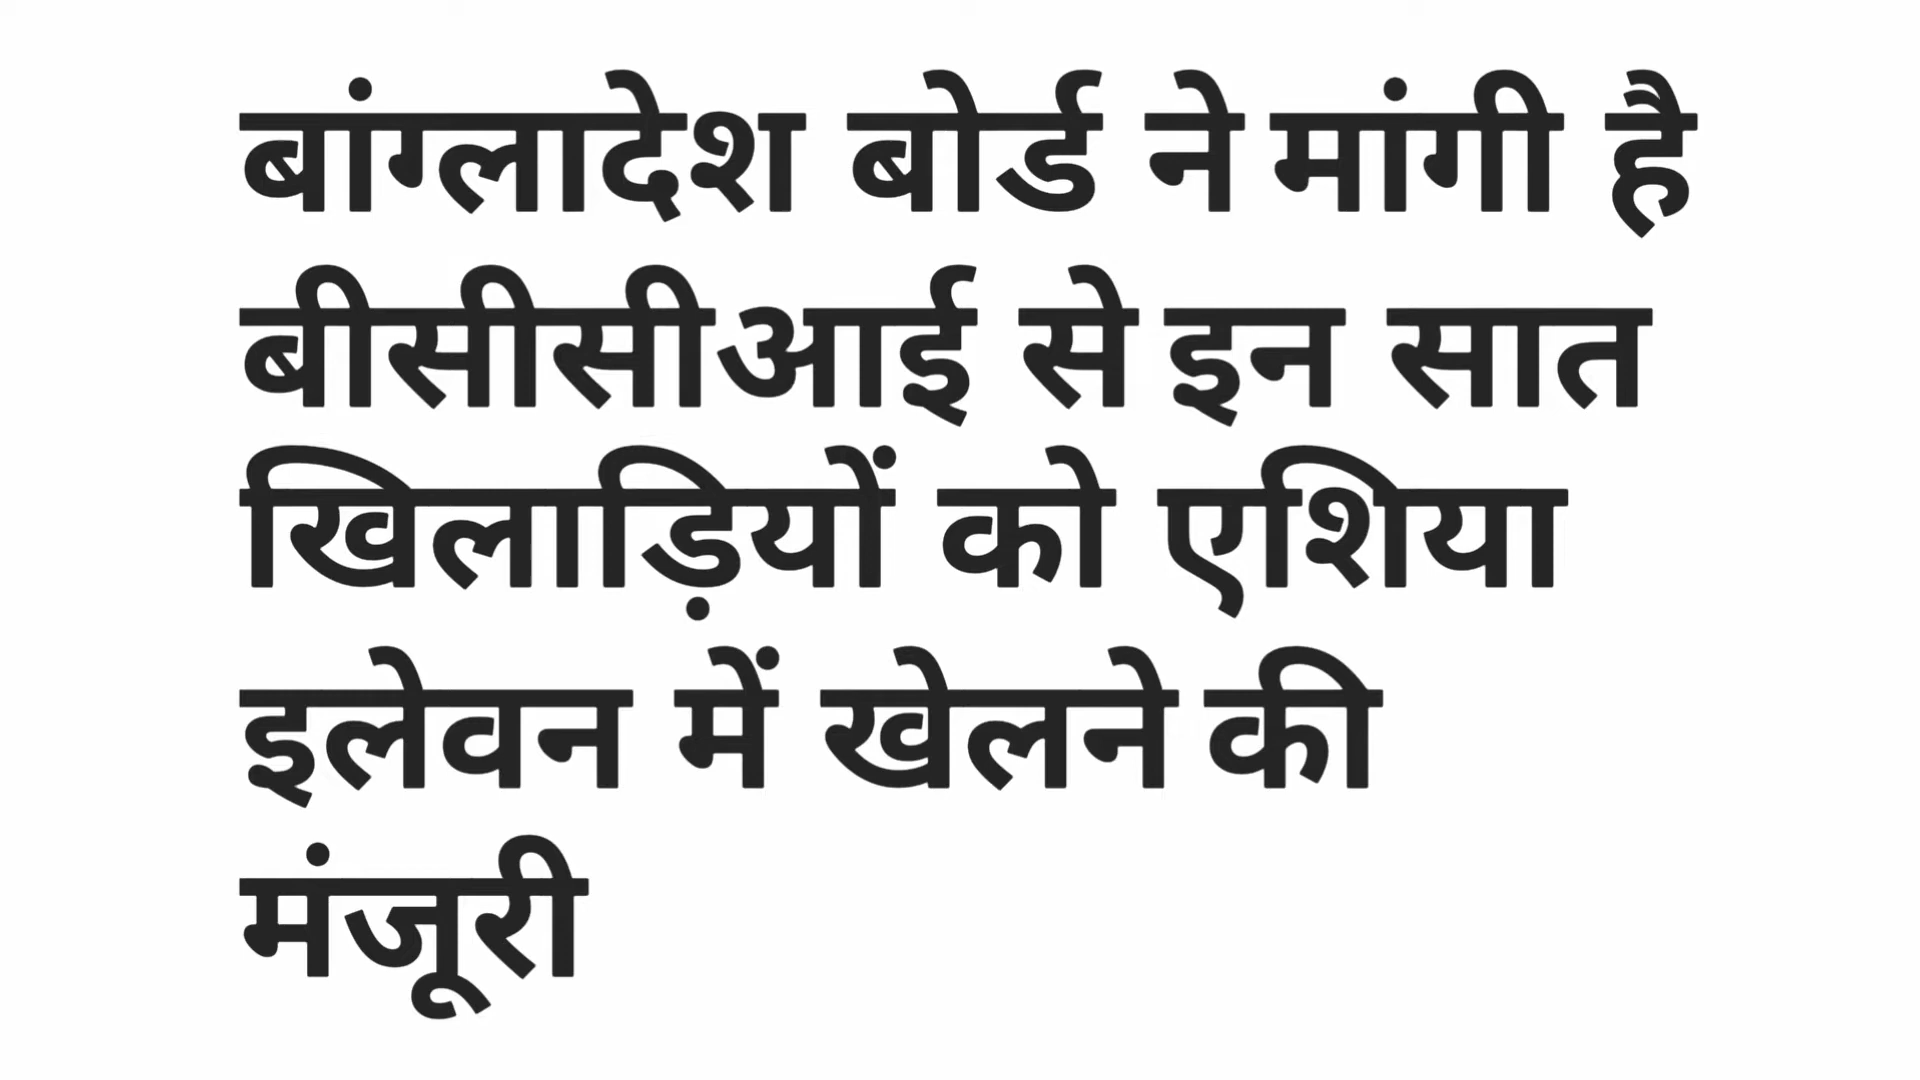 बांग्लादेश बोर्ड ने मांगी है
बीसीसीआई से इन सात
खिलाड़ियों को एशिया
इलेवन में खेलने की
मंजूरी